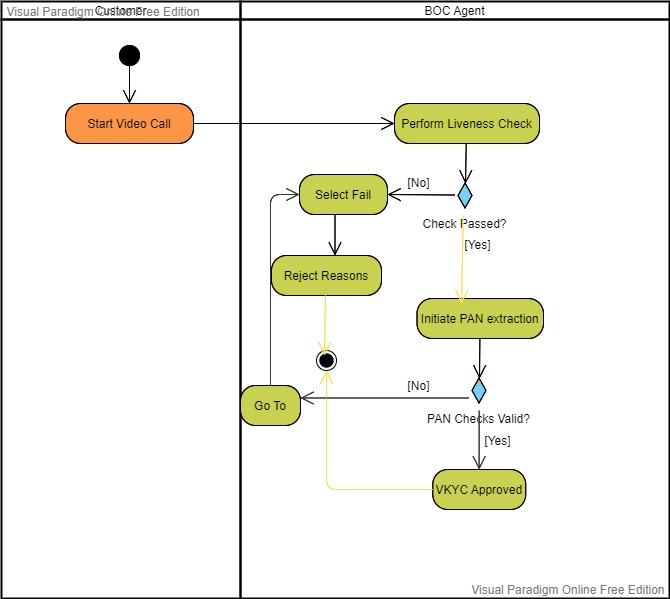 Visual Paradigm Online Free Edition
Customer
BOC Agent
Start Video Call
Perform Liveness Check
[No]
Select Fail
Check Passed?
[Yes]
Reject Reasons
Initiate PAN extraction
[No]
Go To
PAN Checks Valid?
[Yes]
VKYC Approved
Visual Paradigm Online Free Edition